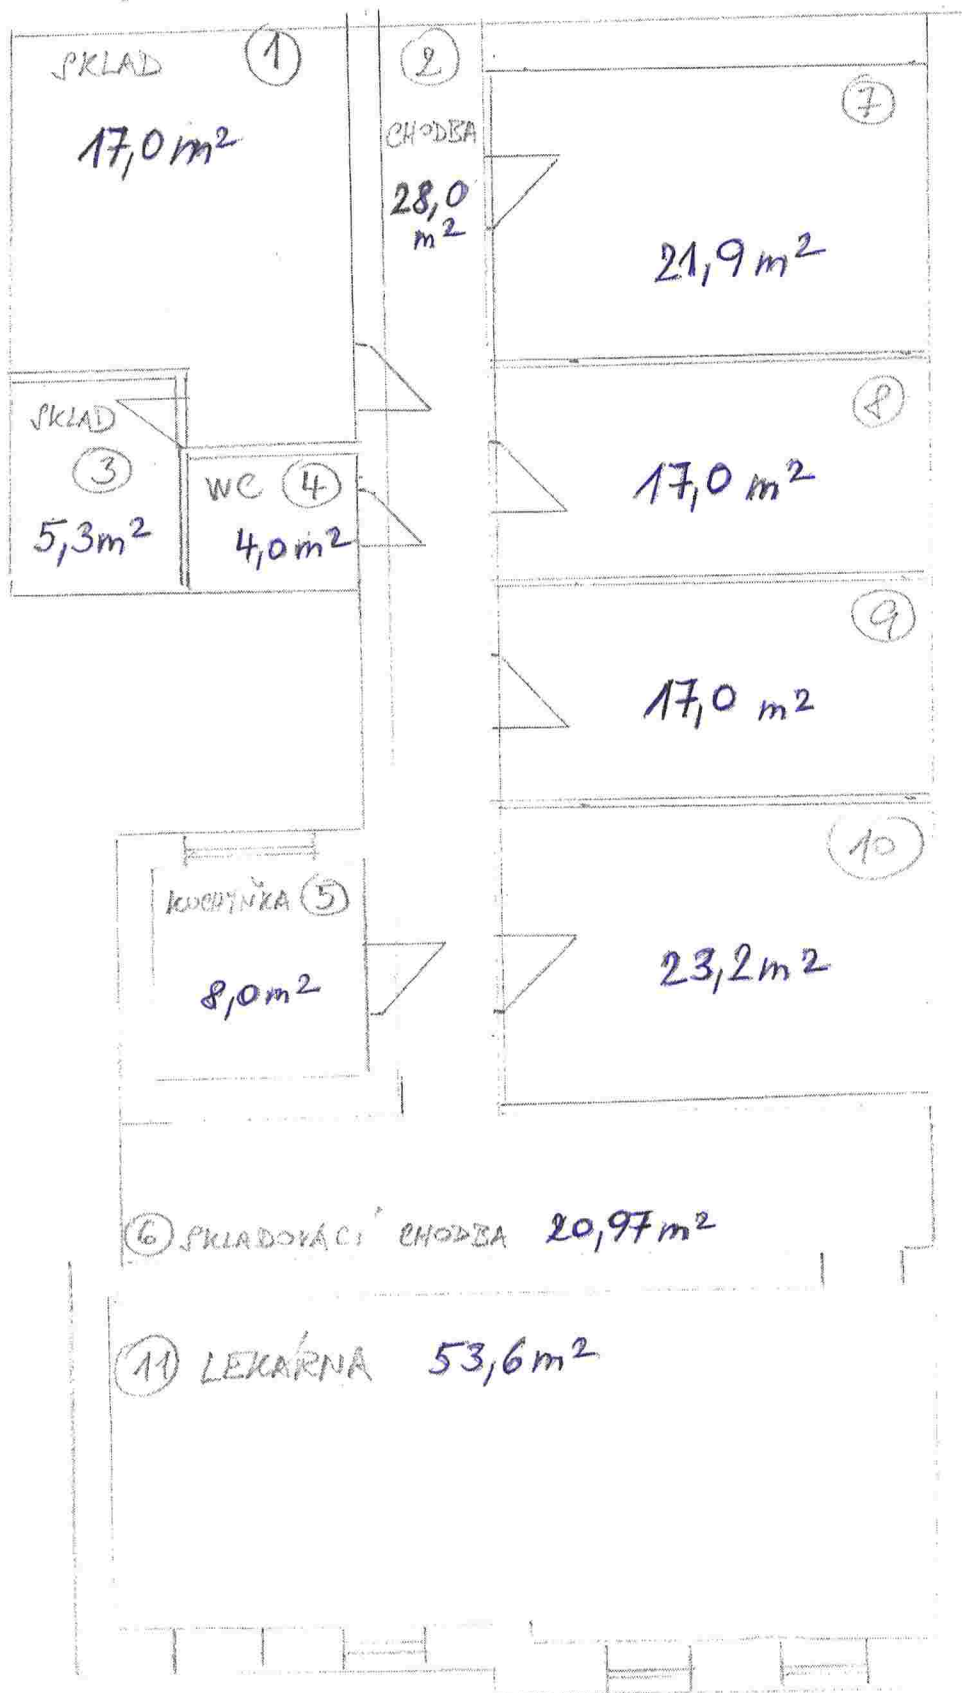 SKLAD 1
17,0 m²
2
CHODBA
28,0
m²
7
21,9 m²
SKLAD
3
5,3 m²
WC 4
4,0 m²
8
17,0 m²
9
17,0 m²
KUCHYŇKA 5
8,0 m²
10
23,2 m²
6 SKLADOVACÍ CHODBA 20,97 m²
11 LEKÁRNA 53,6 m²